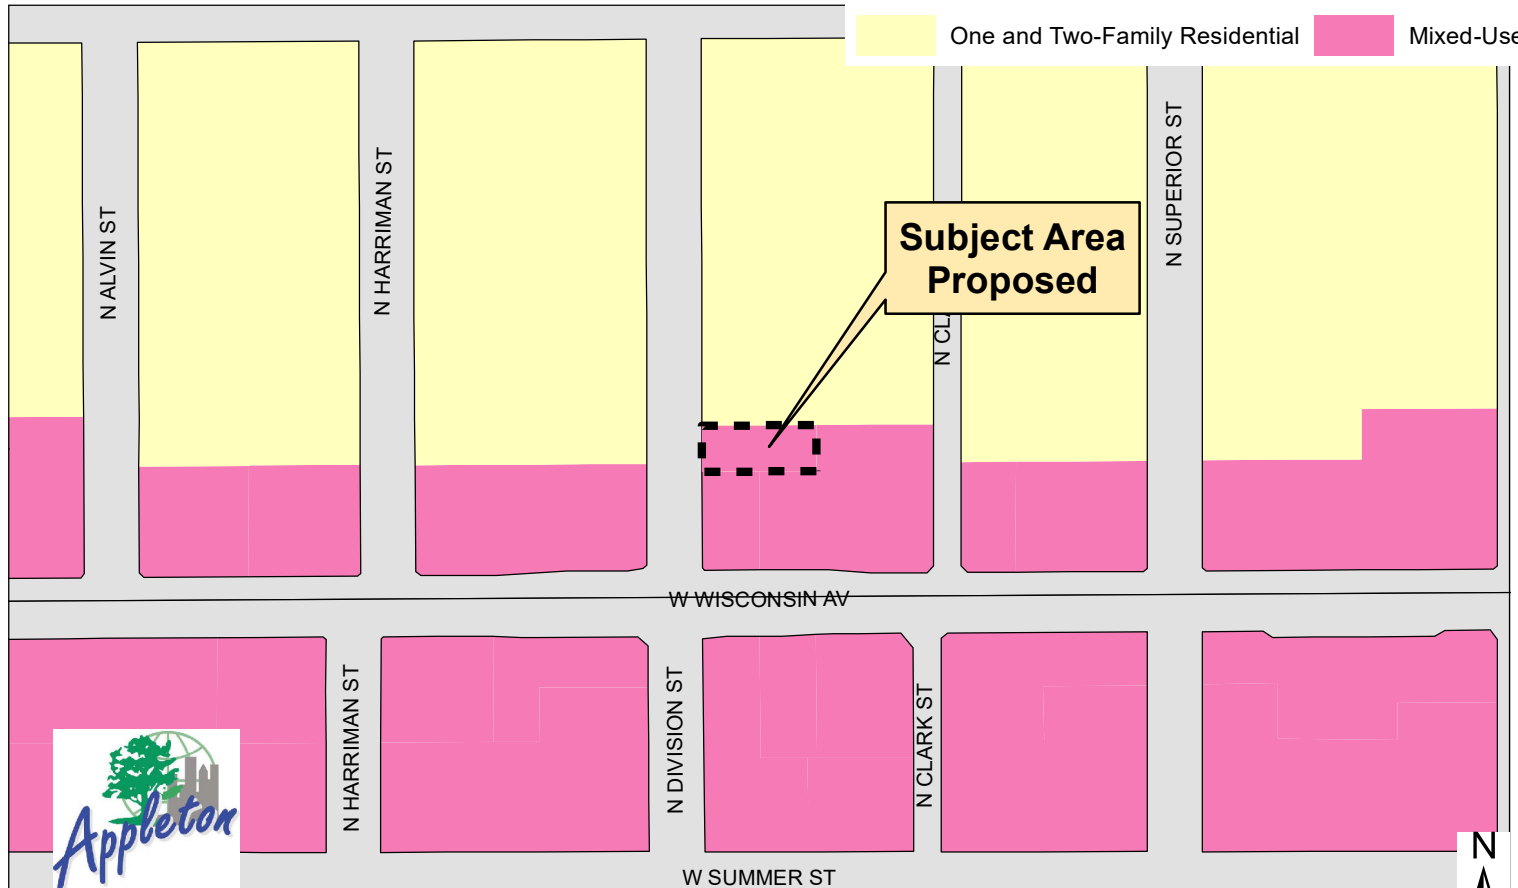 One and Two-Family Residential
Mixed-Use
N SUPERIOR ST
N HARRIMAN ST
N ALVIN ST
Subject Area
Proposed
N CLA
W WISCONSIN AV
N HARRIMAN ST
N DIVISION ST
N CLARK ST
Appleton
W SUMMER ST
N